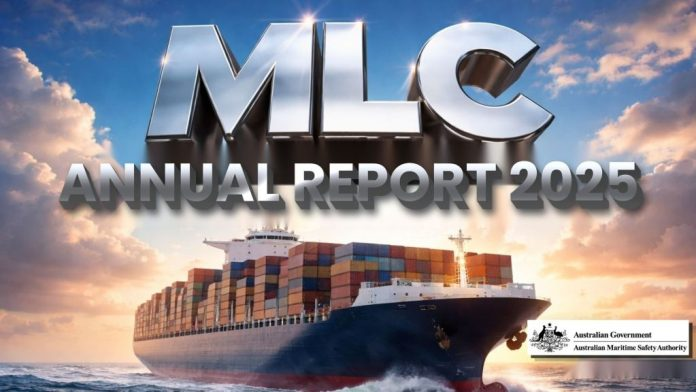 MLC
ANNUAL REPORT 2025
Australian Government
Australian Maritime Safety Authority